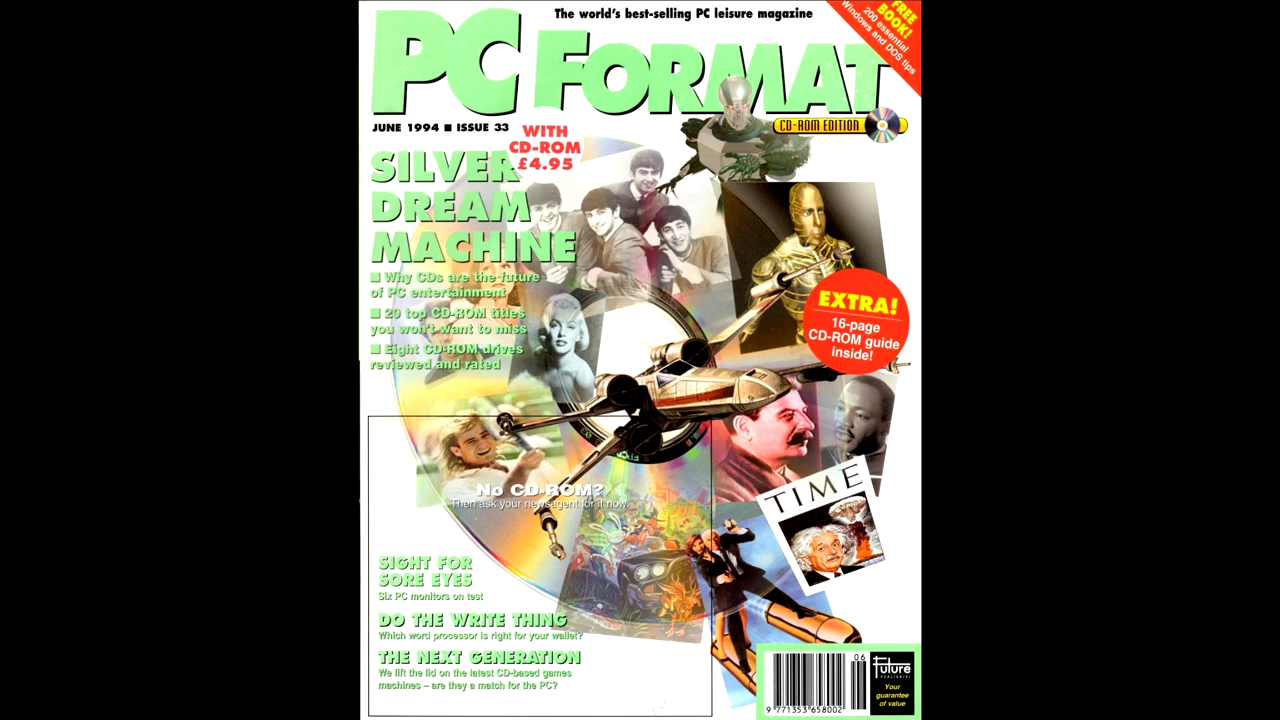 The world's best-selling PC leisure magazine
FREE
BOOK!
200 essential
Windows and DOS tips
PC FORMAT
JUNE 1994 ■ ISSUE 33
CD-ROM EDITION
WITH
CD-ROM
£4.95
SILVER
DREAM
MACHINE
■ Why CDs are the future
of PC entertainment
■ 20 top CD-ROM titles
you won't want to miss
■ Eight CD-ROM drives
reviewed and rated
EXTRA!
16-page
CD-ROM guide
inside!
TIME
No CD-ROM?
Then ask your newsagent for it now.
SIGHT FOR
SORE EYES
Six PC monitors on test
DO THE WRITE THING
Which word processor is right for your wallet?
THE NEXT GENERATION
We lift the lid on the latest CD-based games
machines – are they a match for the PC?
06
9 771353 658002
Future
PUBLISHING
Your
guarantee
of value